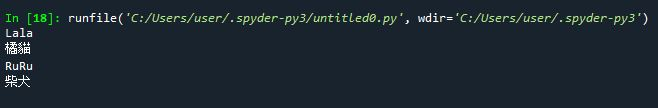 In [18]: runfile('C:/Users/user/.spyder-py3/untitled0.py', wdir='C:/Users/user/.spyder-py3')
Lala
橘貓
RuRu
柴犬